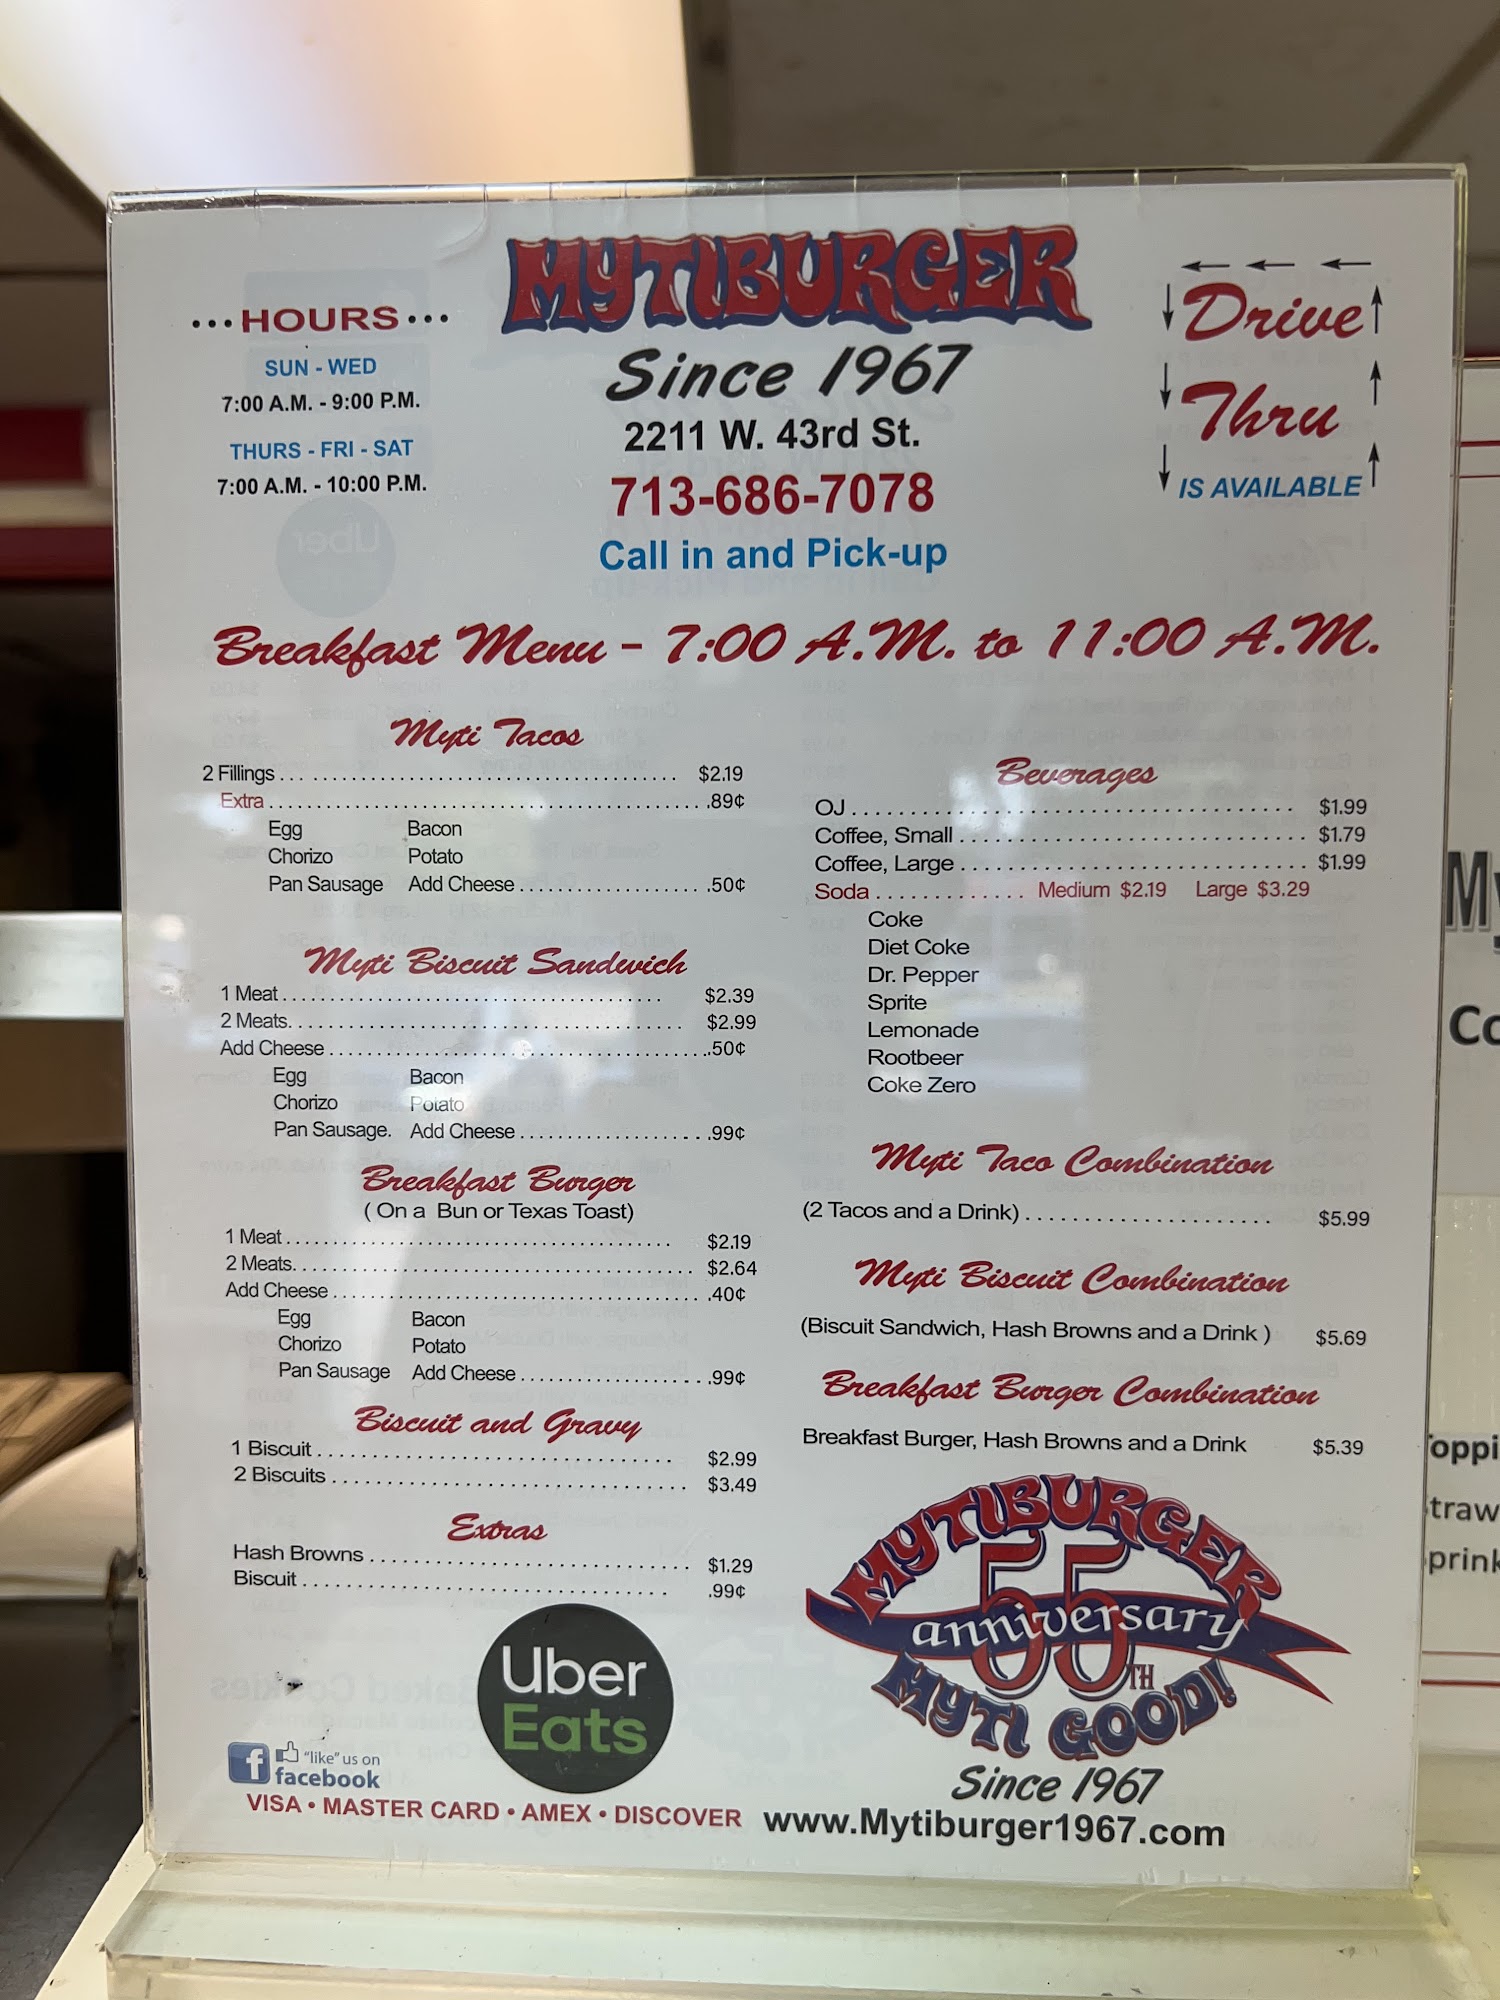 MYTIBURGER
Since 1967
2211 W. 43rd St.
713-686-7078
Call in and Pick-up
...HOURS...
SUN - WED
7:00 A.M. - 9:00 P.M.
THURS - FRI - SAT
7:00 A.M. - 10:00 P.M.
Drive
Thru
IS AVAILABLE
Breakfast Menu - 7:00 A.M. to 11:00 A.M.
Myti Tacos
2 Fillings $2.19
Extra .89¢
Egg Bacon
Chorizo Potato
Pan Sausage Add Cheese .50¢
Myti Biscuit Sandwich
1 Meat $2.39
2 Meats $2.99
Add Cheese .50¢
Egg Bacon
Chorizo Potato
Pan Sausage. Add Cheese .99¢
Breakfast Burger
( On a Bun or Texas Toast)
1 Meat $2.19
2 Meats $2.64
Add Cheese .40¢
Egg Bacon
Chorizo Potato
Pan Sausage Add Cheese .99¢
Biscuit and Gravy
1 Biscuit $2.99
2 Biscuits $3.49
Extras
Hash Browns $1.29
Biscuit .99¢
Beverages
OJ $1.99
Coffee, Small $1.79
Coffee, Large $1.99
Soda Medium $2.19 Large $3.29
Coke
Diet Coke
Dr. Pepper
Sprite
Lemonade
Rootbeer
Coke Zero
Myti Taco Combination
(2 Tacos and a Drink) $5.99
Myti Biscuit Combination
(Biscuit Sandwich, Hash Browns and a Drink ) $5.69
Breakfast Burger Combination
Breakfast Burger, Hash Browns and a Drink $5.39
MYTIBURGER
55TH
anniversary
MYTI GOOD!
Since 1967
www.Mytiburger1967.com
Uber
Eats
f "like" us on
facebook
VISA • MASTER CARD • AMEX • DISCOVER